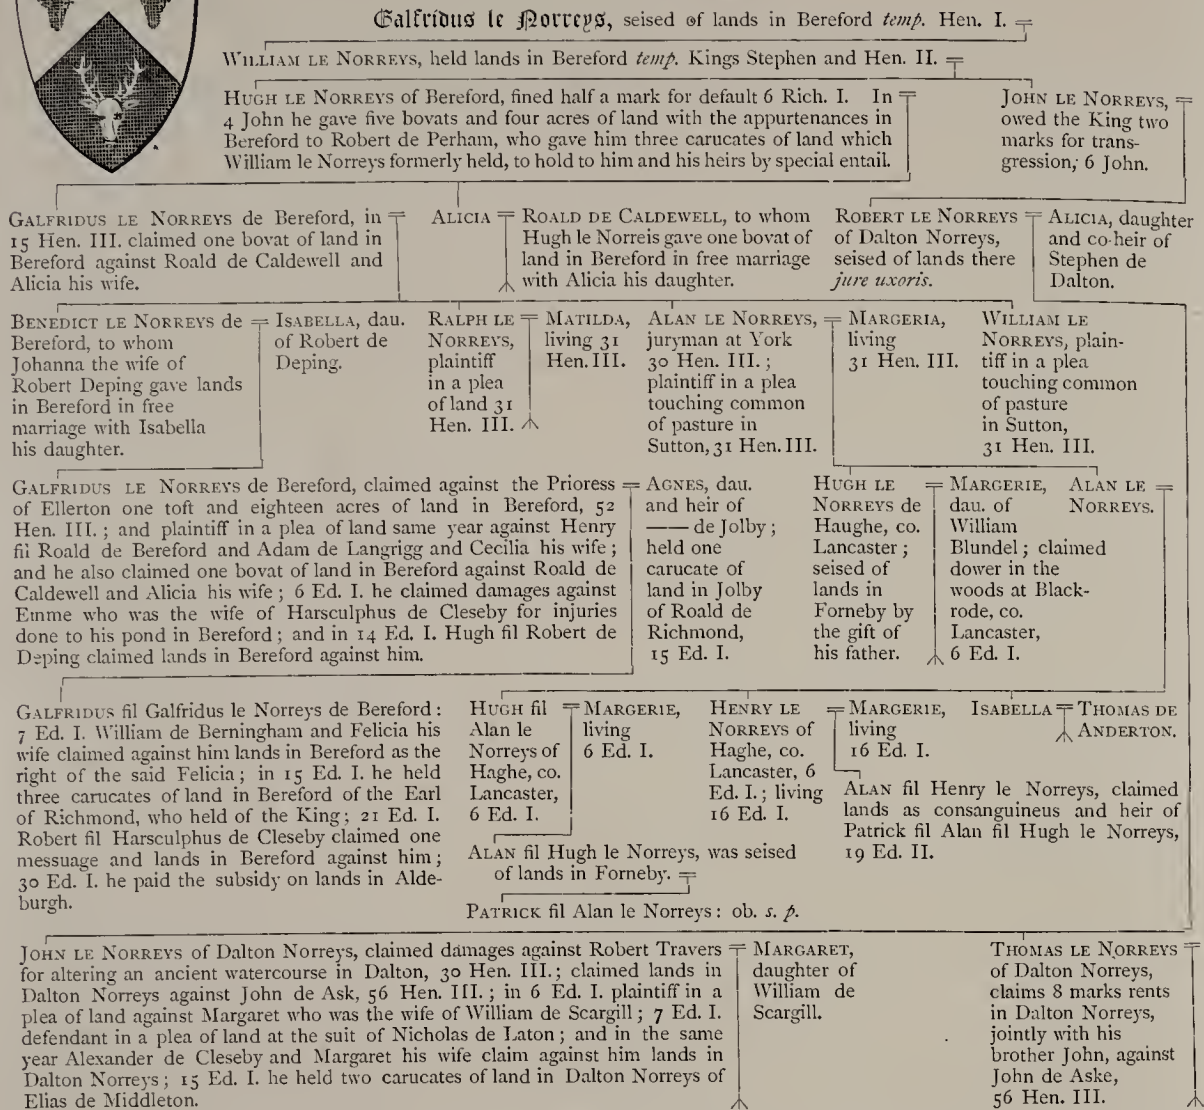 Galfridus le Norreys, seised of lands in Bereford temp. Hen. I.
WILLIAM LE NORREYS, held lands in Bereford temp. Kings Stephen and Hen. II.
HUGH LE NORREYS of Bereford, fined half a mark for default 6 Rich. I. In
4 John he gave five bovats and four acres of land with the appurtenances in
Bereford to Robert de Perham, who gave him three carucates of land which
William le Norreys formerly held, to hold to him and his heirs by special entail.
JOHN LE NORREYS,
owed the King two
marks for trans-
gression, 6 John.
GALFRIDUS LE NORREYS de Bereford, in
15 Hen. III. claimed one bovat of land in
Bereford against Roald de Caldewell and
Alicia his wife.
ALICIA
ROALD DE CALDEWELL, to whom
Hugh le Norreis gave one bovat of
land in Bereford in free marriage
with Alicia his daughter.
ROBERT LE NORREYS
of Dalton Norreys,
seised of lands there
jure uxoris.
ALICIA, daughter
and co-heir of
Stephen de
Dalton.
BENEDICT LE NORREYS de
Bereford, to whom
Johanna the wife of
Robert Deping gave lands
in Bereford in free
marriage with Isabella
his daughter.
ISABELLA, dau.
of Robert de
Deping.
RALPH LE
NORREYS,
plaintiff
in a plea
of land 31
Hen. III.
MATILDA,
living 31
Hen. III.
ALAN LE NORREYS,
juryman at York
30 Hen. III. ;
plaintiff in a plea
touching common
of pasture in
Sutton, 31 Hen. III.
MARGERIA,
living
31 Hen. III.
WILLIAM LE
NORREYS, plain-
tiff in a plea
touching common
of pasture
in Sutton,
31 Hen. III.
GALFRIDUS LE NORREYS de Bereford, claimed against the Prioress
of Ellerton one toft and eighteen acres of land in Bereford, 52
Hen. III. ; and plaintiff in a plea of land same year against Henry
fil Roald de Bereford and Adam de Langrigg and Cecilia his wife ;
and he also claimed one bovat of land in Bereford against Roald de
Caldewell and Alicia his wife ; 6 Ed. I. he claimed damages against
Emme who was the wife of Harsculphus de Cleseby for injuries
done to his pond in Bereford ; and in 14 Ed. I. Hugh fil Robert de
Deping claimed lands in Bereford against him.
AGNES, dau.
and heir of
—— de Jolby ;
held one
carucate of
land in Jolby
of Roald de
Richmond,
15 Ed. I.
HUGH LE
NORREYS de
Haughe, co.
Lancaster ;
seised of
lands in
Forneby by
the gift of
his father.
MARGERIE,
dau. of
William
Blundel ; claimed
dower in the
woods at Black-
rode, co.
Lancaster,
6 Ed. I.
ALAN LE
NORREYS.
GALFRIDUS fil Galfridus le Norreys de Bereford :
7 Ed. I. William de Berningham and Felicia his
wife claimed against him lands in Bereford as the
right of the said Felicia ; in 15 Ed. I. he held
three carucates of land in Bereford of the Earl
of Richmond, who held of the King ; 21 Ed. I.
Robert fil Harsculphus de Cleseby claimed one
messuage and lands in Bereford against him ;
30 Ed. I. he paid the subsidy on lands in Alde-
burgh.
HUGH fil
Alan le
Norreys of
Haghe, co.
Lancaster,
6 Ed. I.
MARGERIE,
living
6 Ed. I.
HENRY LE
NORREYS of
Haghe, co.
Lancaster, 6
Ed. I. ; living
16 Ed. I.
MARGERIE,
living
16 Ed. I.
ISABELLA
THOMAS DE
ANDERTON.
ALAN fil Henry le Norreys, claimed
lands as consanguineus and heir of
Patrick fil Alan fil Hugh le Norreys,
19 Ed. II.
ALAN fil Hugh le Norreys, was seised
of lands in Forneby.
PATRICK fil Alan le Norreys : ob. s. p.
JOHN LE NORREYS of Dalton Norreys, claimed damages against Robert Travers
for altering an ancient watercourse in Dalton, 30 Hen. III. ; claimed lands in
Dalton Norreys against John de Ask, 56 Hen. III. ; in 6 Ed. I. plaintiff in a
plea of land against Margaret who was the wife of William de Scargill ; 7 Ed. I.
defendant in a plea of land at the suit of Nicholas de Laton ; and in the same
year Alexander de Cleseby and Margaret his wife claim against him lands in
Dalton Norreys ; 15 Ed. I. he held two carucates of land in Dalton Norreys of
Elias de Middleton.
MARGARET,
daughter of
William de
Scargill.
THOMAS LE NORREYS
of Dalton Norreys,
claims 8 marks rents
in Dalton Norreys,
jointly with his
brother John, against
John de Aske,
56 Hen. III.